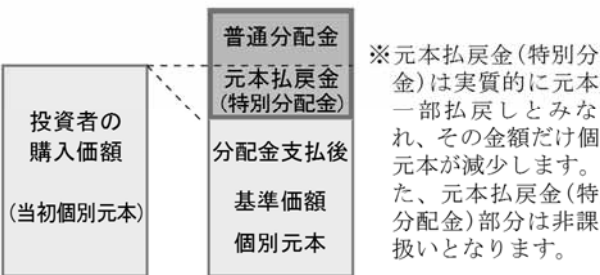 投資者の
購入価額
(当初個別元本)
普通分配金
元本払戻金
(特別分配金)
分配金支払後
基準価額
個別元本
※元本払戻金(特別分
金)は実質的に元本
一部払戻しとみな
れ、その金額だけ個
元本が減少します。
た、元本払戻金(特
分配金)部分は非課
扱いとなります。